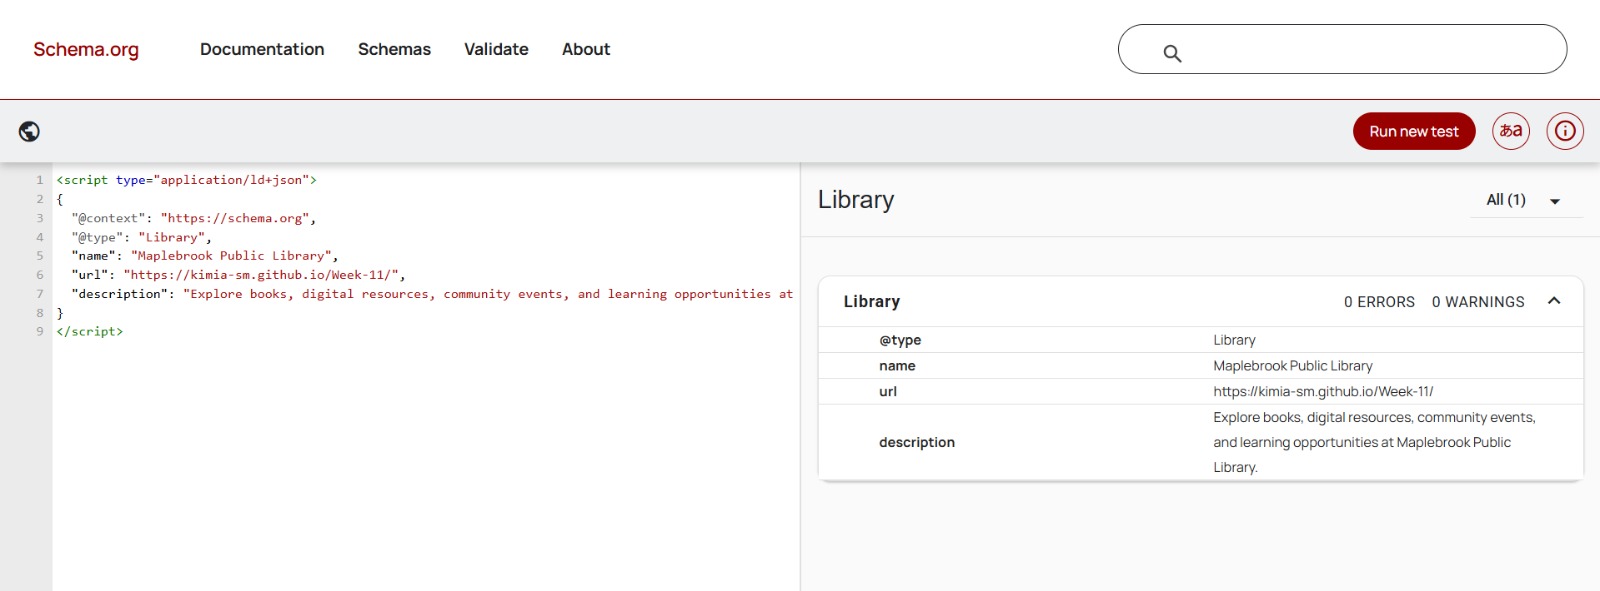 Schema.org Documentation Schemas Validate About
Run new test あa
1 <script type="application/ld+json">
2 {
3 "@context": "https://schema.org",
4 "@type": "Library",
5 "name": "Maplebrook Public Library",
6 "url": "https://kimia-sm.github.io/Week-11/",
7 "description": "Explore books, digital resources, community events, and learning opportunities at
8 }
9 </script>
Library All (1)
Library 0 ERRORS 0 WARNINGS
@type Library
name Maplebrook Public Library
url https://kimia-sm.github.io/Week-11/
description Explore books, digital resources, community events,
and learning opportunities at Maplebrook Public
Library.